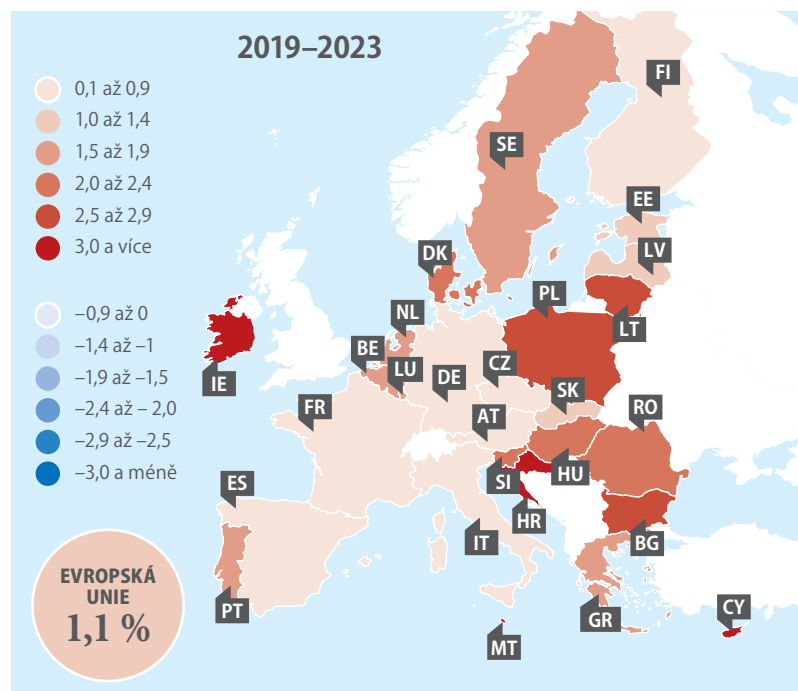 2019–2023
0,1 až 0,9
1,0 až 1,4
1,5 až 1,9
2,0 až 2,4
2,5 až 2,9
3,0 a více
–0,9 až 0
–1,4 až –1
–1,9 až –1,5
–2,4 až – 2,0
–2,9 až –2,5
–3,0 a méně
FI
SE
EE
LV
DK
PL
NL
LT
BE
LU
CZ
IE
DE
SK
FR
AT
RO
ES
SI
HU
HR
IT
BG
PT
GR
CY
MT
EVROPSKÁ
UNIE
1,1 %